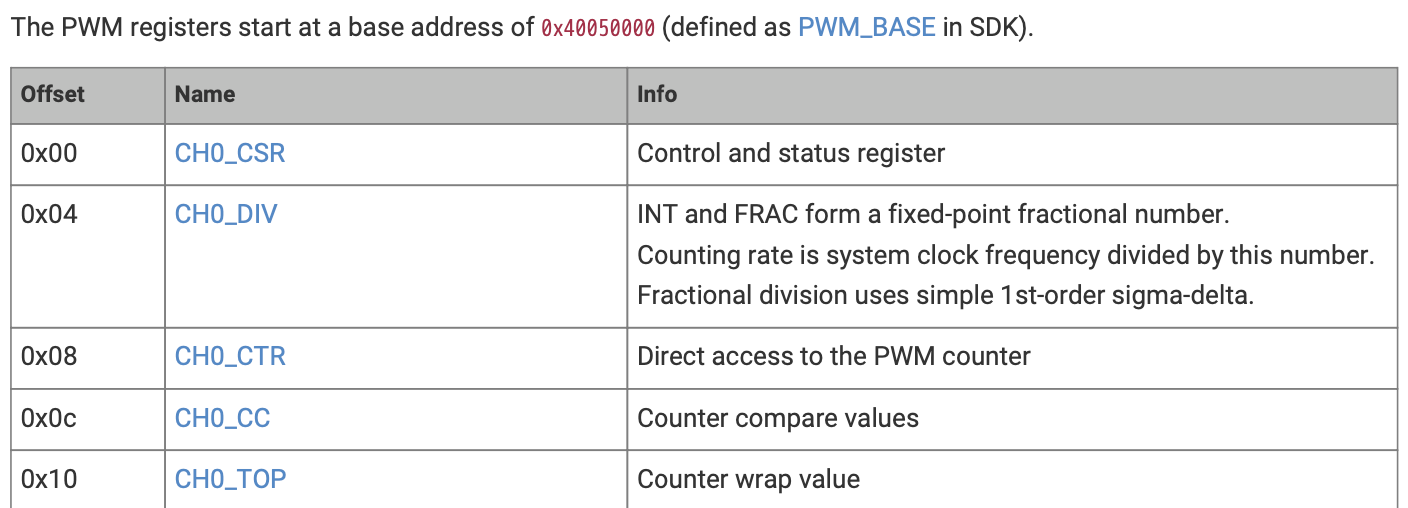 The PWM registers start at a base address of 0x40050000 (defined as PWM_BASE in SDK).
Offset Name Info
0x00 CH0_CSR Control and status register
0x04 CH0_DIV INT and FRAC form a fixed-point fractional number.
Counting rate is system clock frequency divided by this number.
Fractional division uses simple 1st-order sigma-delta.
0x08 CH0_CTR Direct access to the PWM counter
0x0c CH0_CC Counter compare values
0x10 CH0_TOP Counter wrap value